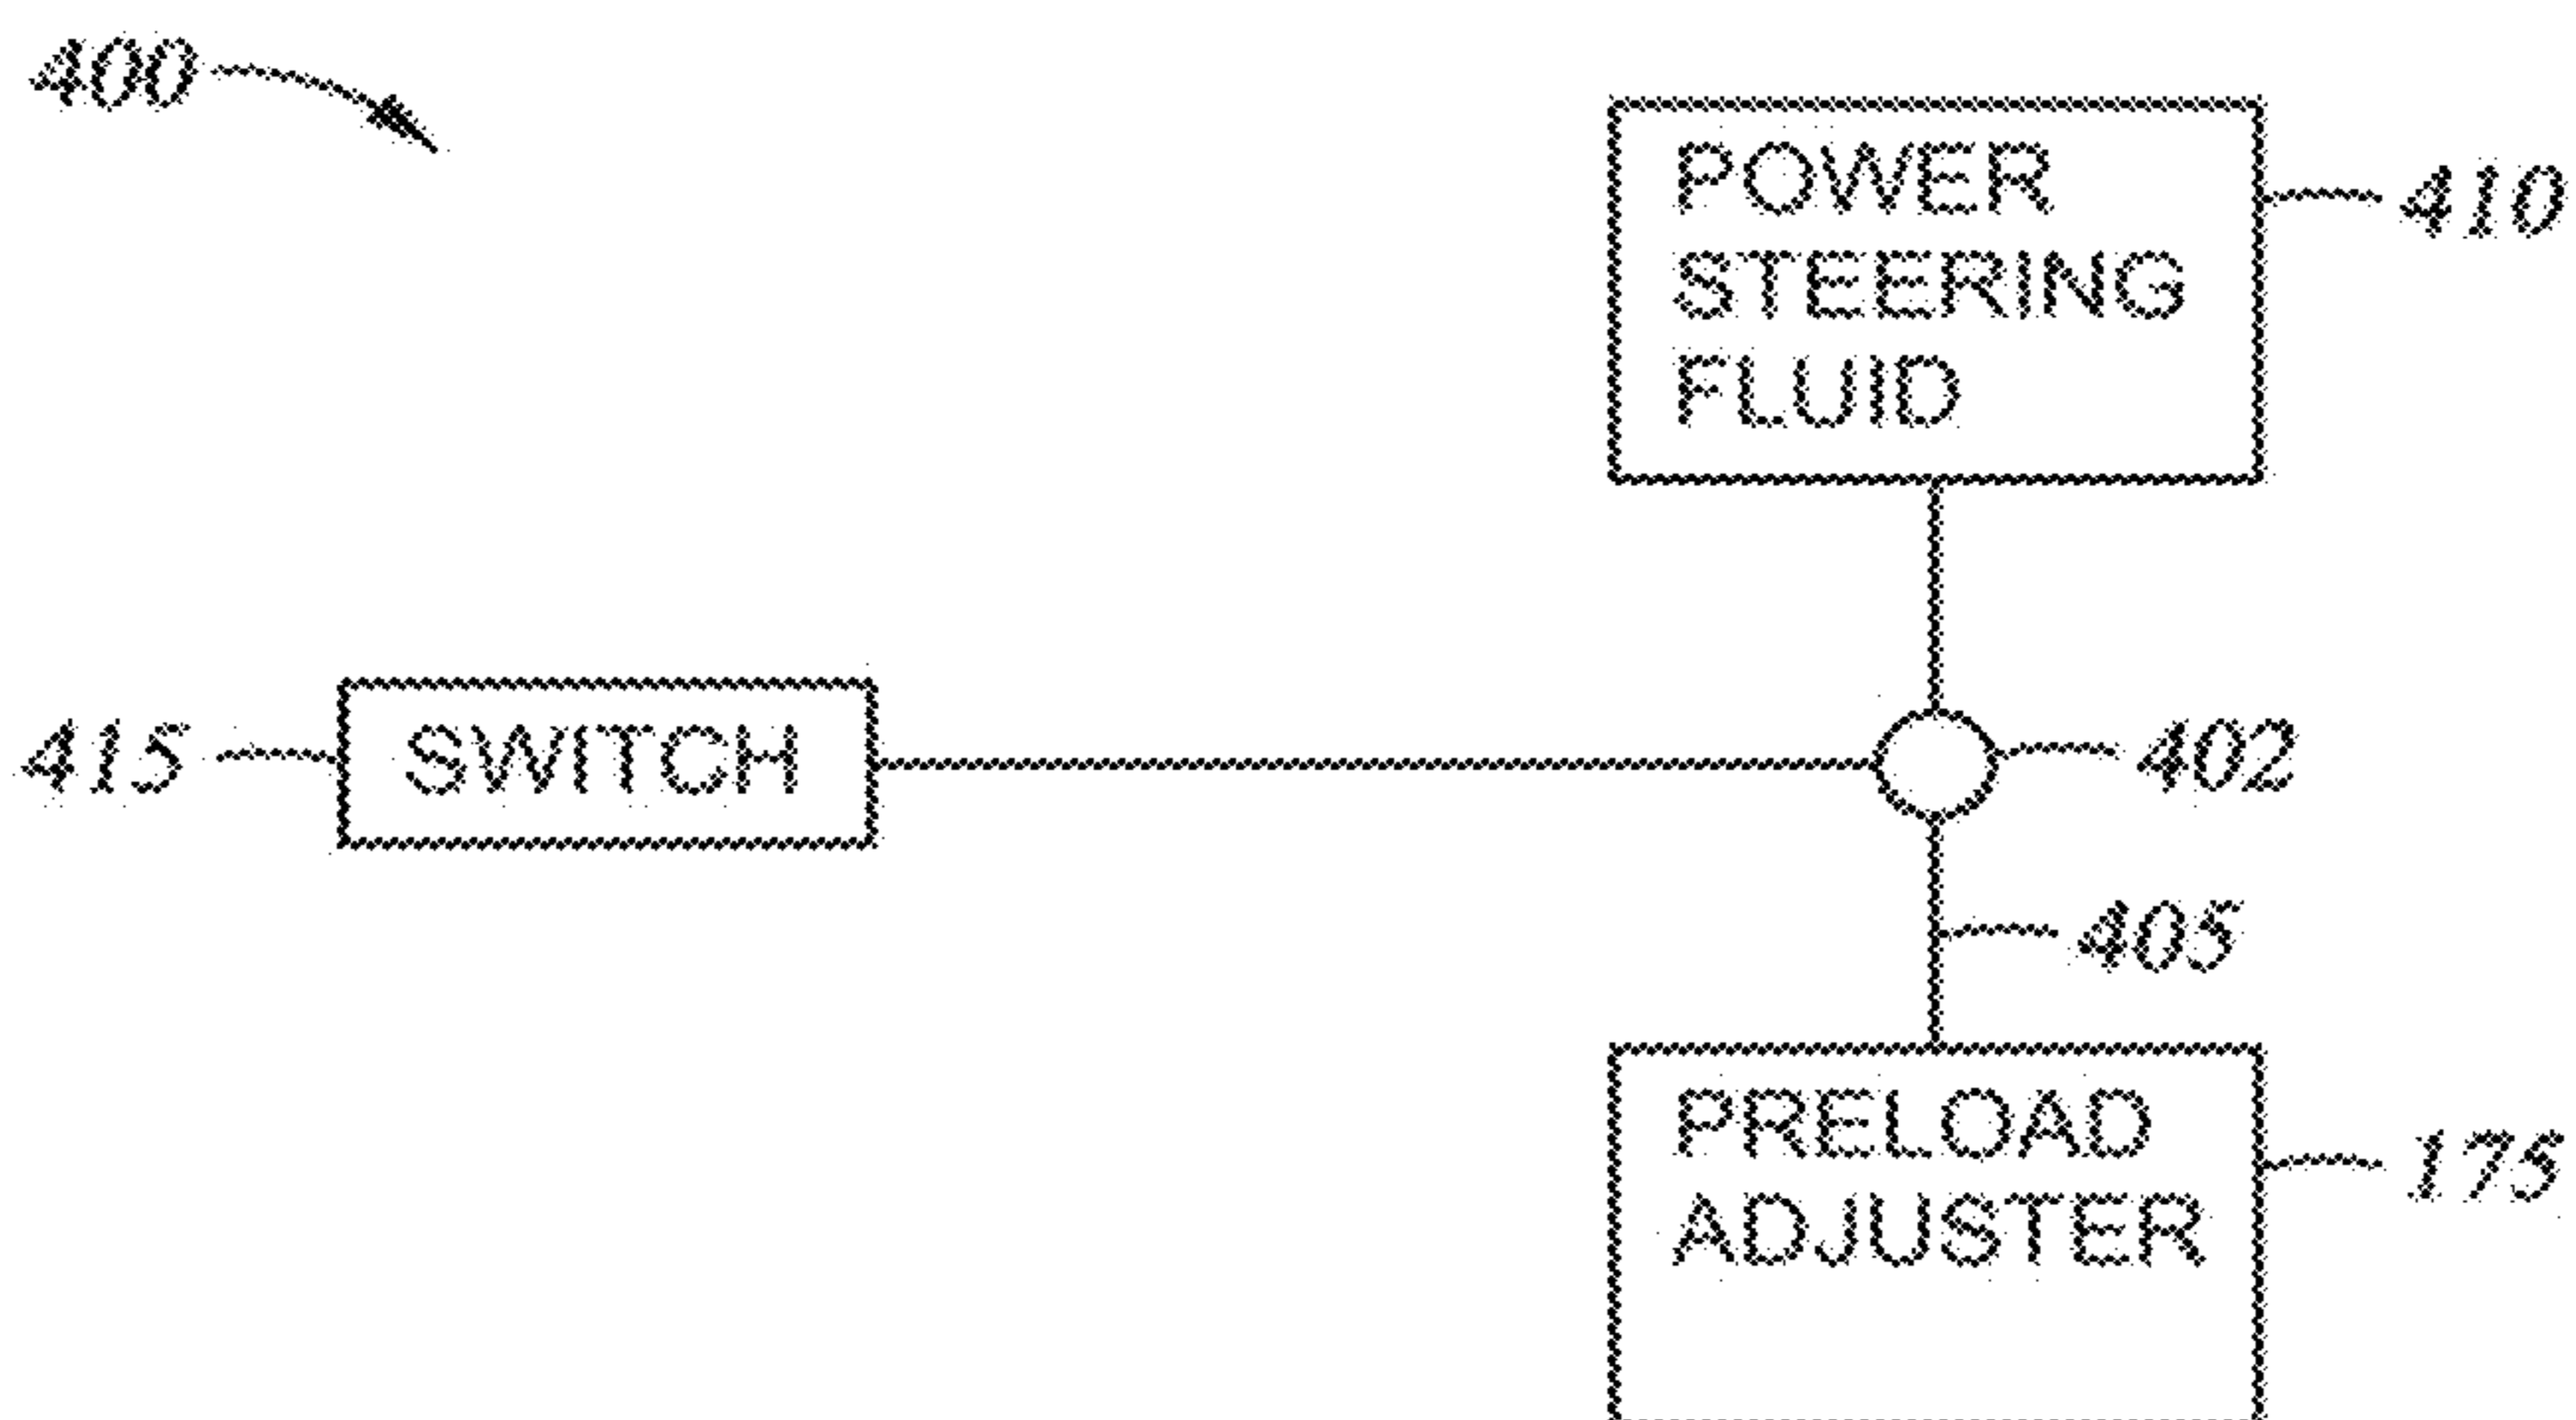 400
POWER
STEERING
FLUID
410
415
SWITCH
402
405
PRELOAD
ADJUSTER
175